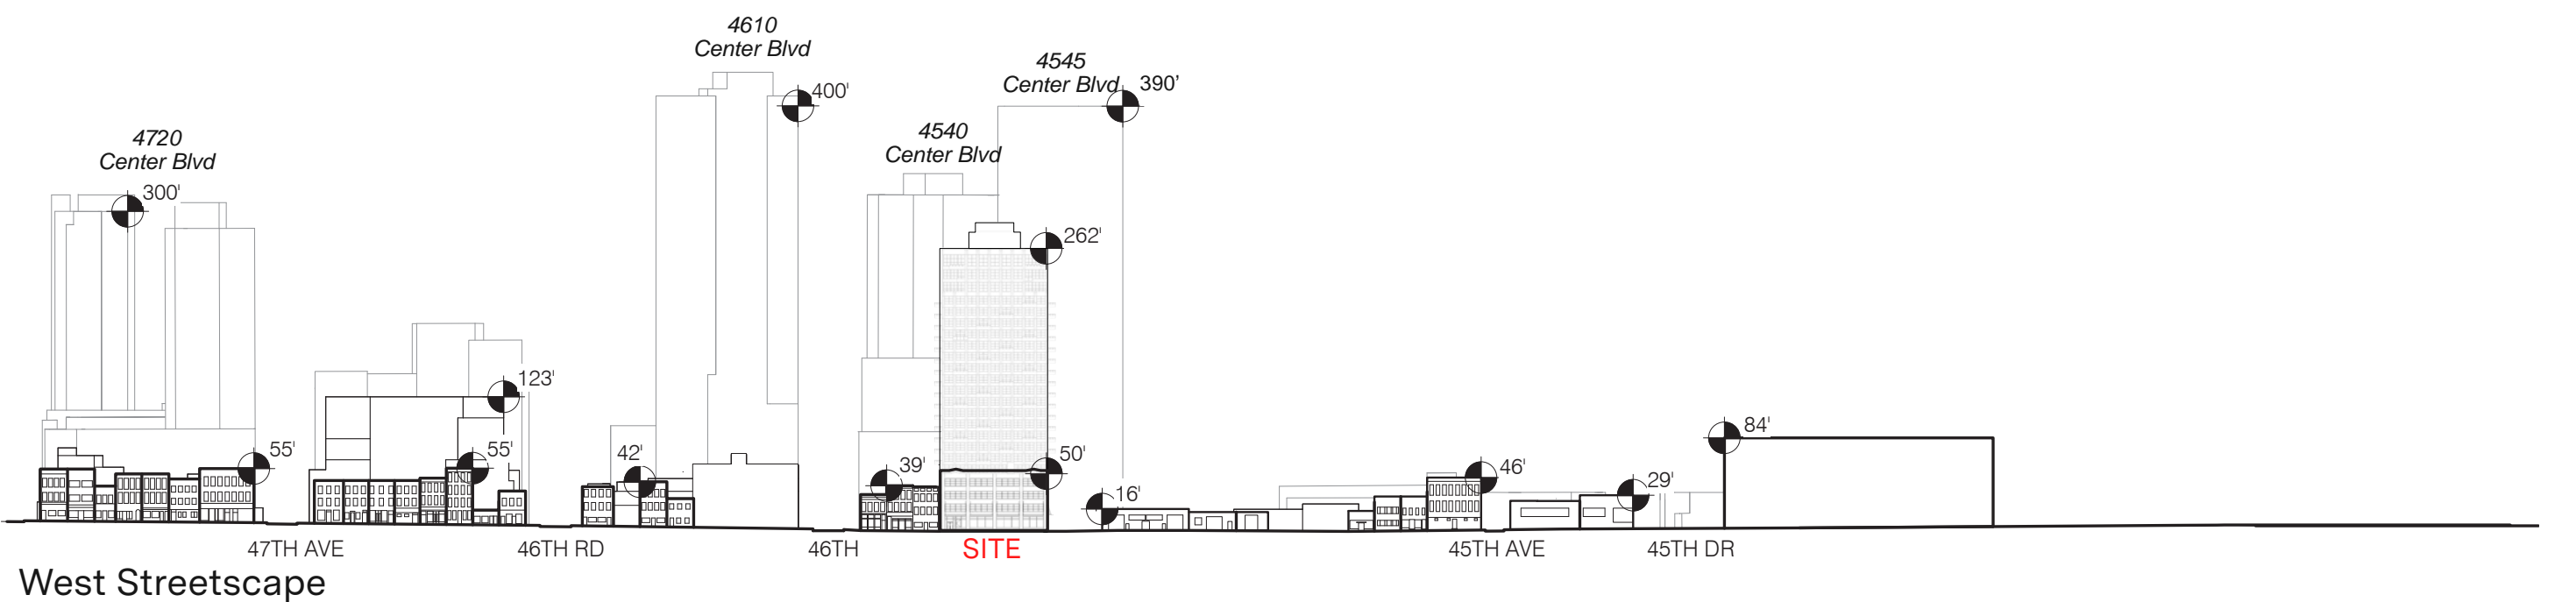 4610
Center Blvd
4545
Center Blvd
390’
400'
4720
Center Blvd
4540
Center Blvd
300'
262'
123'
84'
55'
55'
42'
39'
50'
46'
29'
16'
47TH AVE
46TH RD
46TH
SITE
45TH AVE
45TH DR
West Streetscape